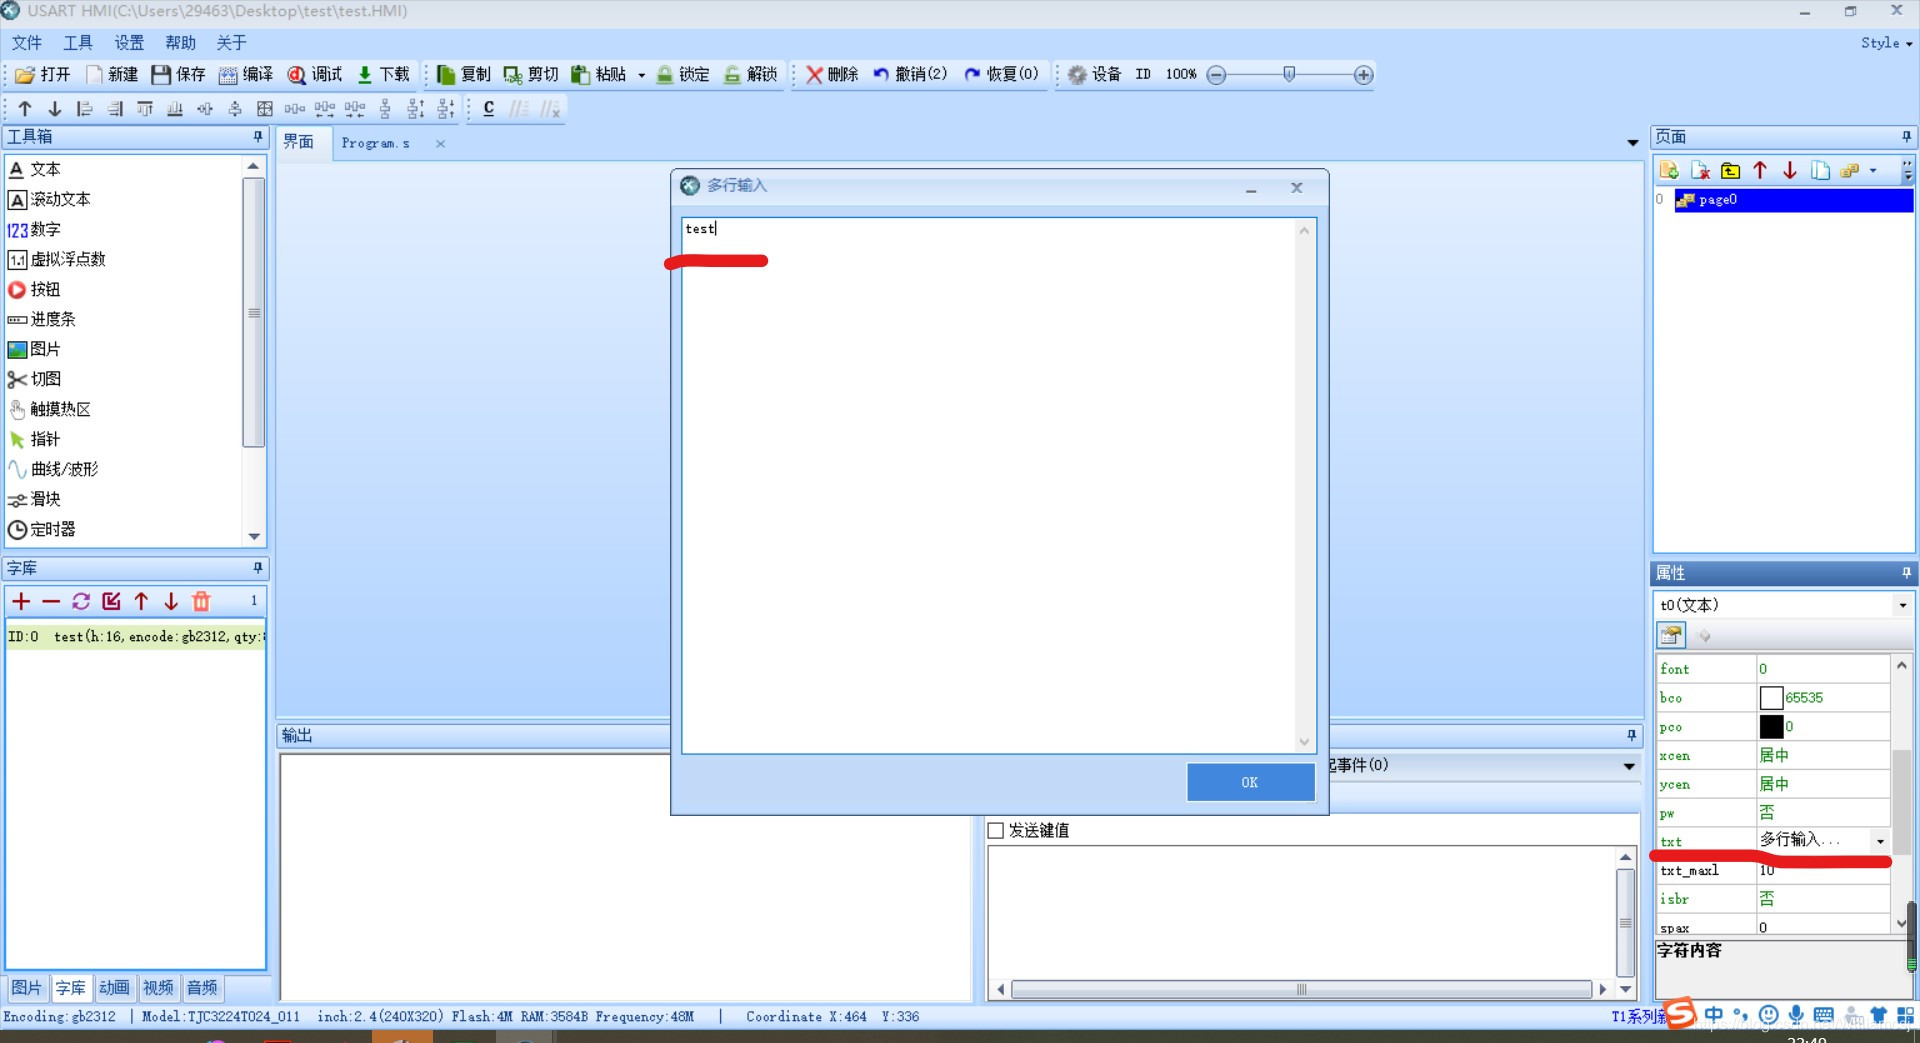 USART HMI(C:\Users\29463\Desktop\test\test.HMI)
文件 工具 设置 帮助 关于 Style
打开 新建 保存 编译 调试 下载 复制 剪切 粘贴 锁定 解锁 删除 撤销(2) 恢复(0) 设备 ID 100%
工具箱
文本
滚动文本
123 数字
1.1 虚拟浮点数
按钮
进度条
图片
切图
触摸热区
指针
曲线/波形
滑块
定时器
字库
1
ID:0 test(h:16,encode:gb2312,qty:
图片 字库 动画 视频 音频
界面 Program.s
多行输入
test
OK
输出
起事件(0)
发送键值
页面
0 page0
属性
t0(文本)
font 0
bco 65535
pco 0
xcen 居中
ycen 居中
pw 否
txt 多行输入...
txt_maxl 10
isbr 否
spax 0
字符内容
Encoding:gb2312 | Model:TJC3224T024_011 inch:2.4(240X320) Flash:4M RAM:3584B Frequency:48M | Coordinate X:464 Y:336
T1系列
中